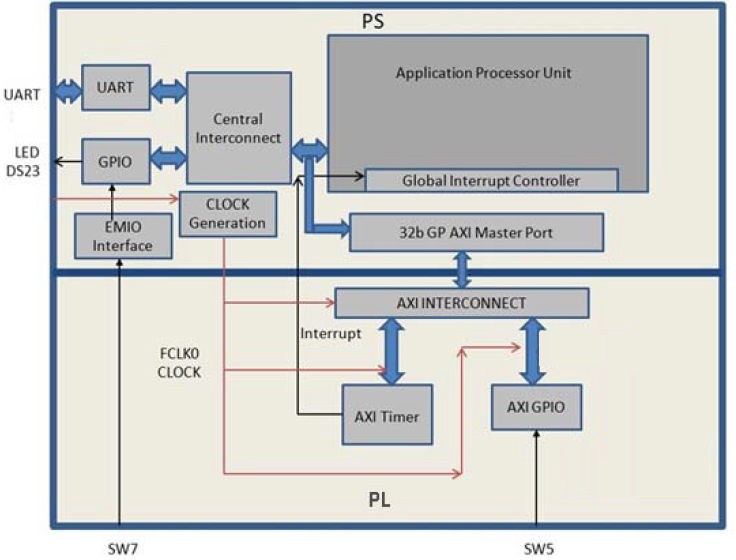 PS
Application Processor Unit
UART
UART
Central
Interconnect
LED
DS23
GPIO
Global Interrupt Controller
CLOCK
Generation
EMIO
Interface
32b GP AXI Master Port
AXI INTERCONNECT
Interrupt
FCLK0
CLOCK
AXI Timer
AXI GPIO
PL
SW7
SW5